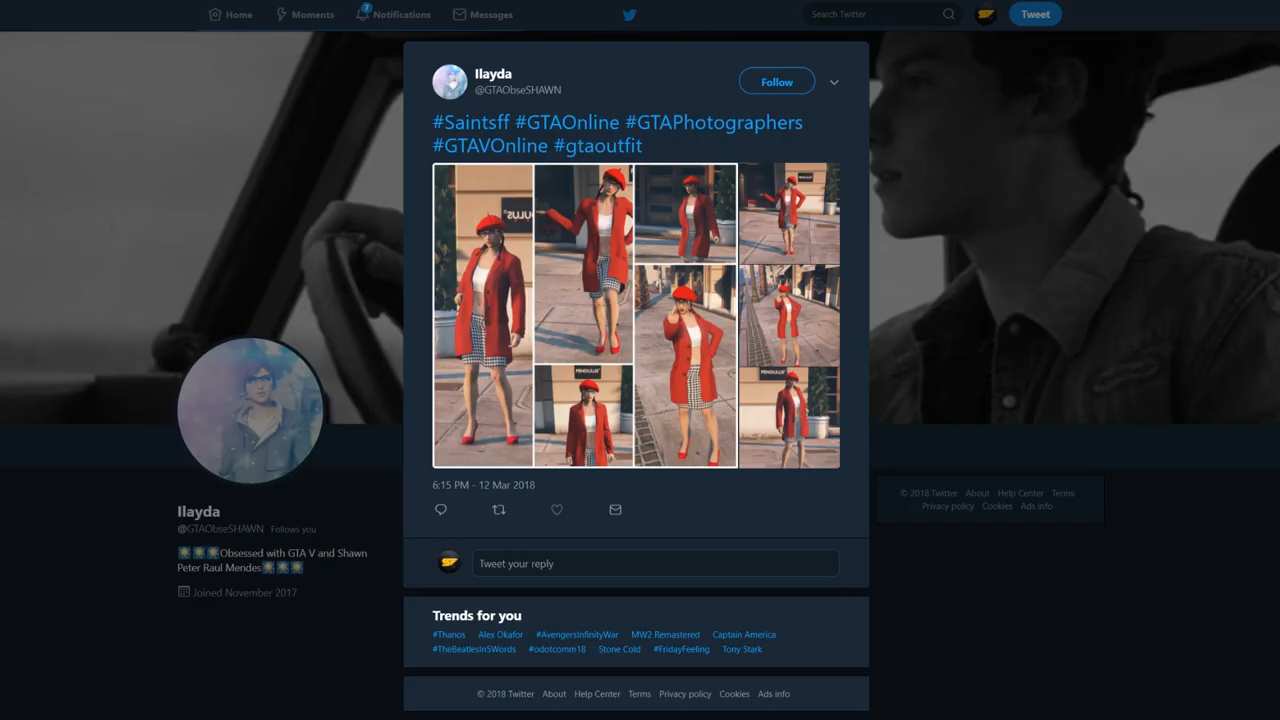 Home
Moments
7
Notifications
Messages
Search Twitter
Tweet
Ilayda
@GTAObseSHAWN
Follow
#Saintsff #GTAOnline #GTAPhotographers
#GTAVOnline #gtaoutfit
PENDULUS
PENDULUS
6:15 PM - 12 Mar 2018
Tweet your reply
Trends for you
#Thanos Alex Okafor #AvengersInfinityWar MW2 Remastered Captain America
#TheBeatlesIn5Words #odotcomm18 Stone Cold #FridayFeeling Tony Stark
© 2018 Twitter About Help Center Terms Privacy policy Cookies Ads info
Ilayda
@GTAObseSHAWN Follows you
Obsessed with GTA V and Shawn
Peter Raul Mendes
Joined November 2017
© 2018 Twitter About Help Center Terms
Privacy policy Cookies Ads info